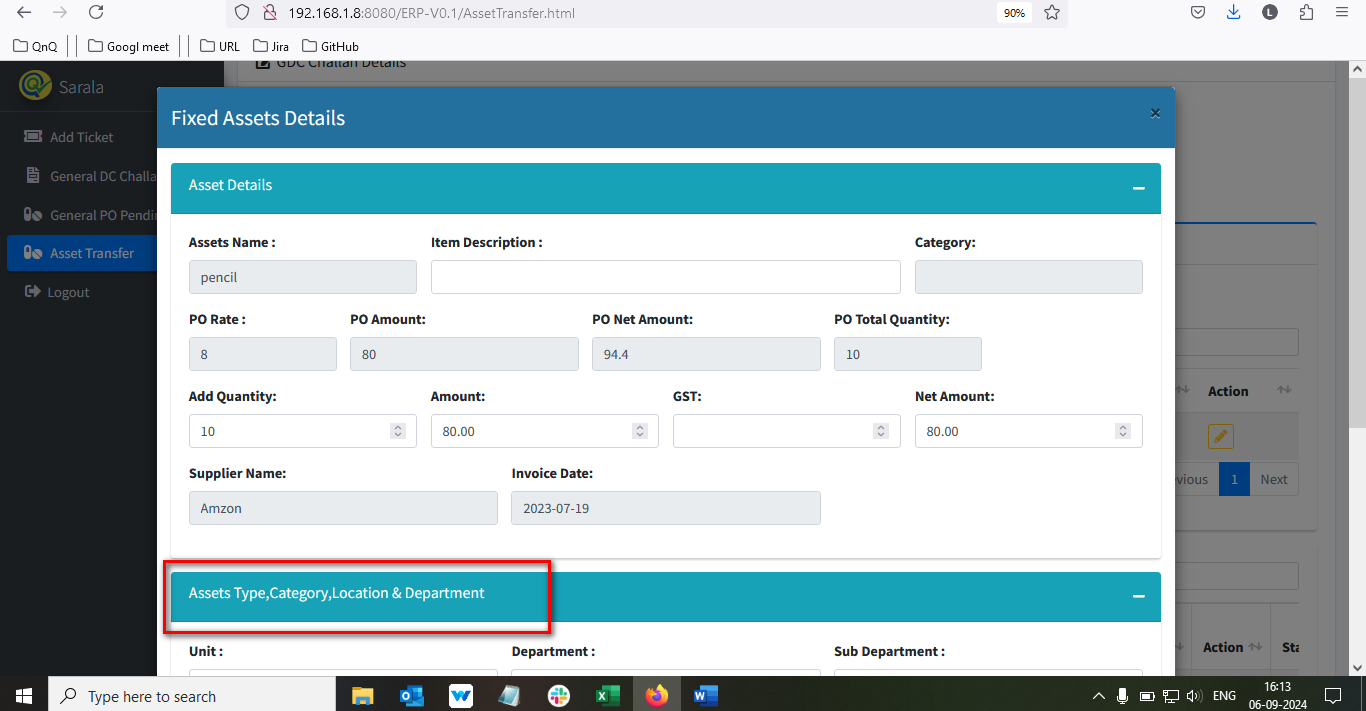 192.168.1.8:8080/ERP-V0.1/AssetTransfer.html 90% L
QnQ Googl meet URL Jira GitHub
GDC Challan Details
Sarala
Fixed Assets Details ×
Add Ticket
General DC Challa
Asset Details
General PO Pendin
Asset Transfer
Logout
Assets Name : Item Description : Category:
pencil
PO Rate : PO Amount: PO Net Amount: PO Total Quantity:
8 80 94.4 10
Action
Add Quantity: Amount: GST: Net Amount:
10 80.00 80.00
Supplier Name: Invoice Date:
vious 1 Next
Amzon 2023-07-19
Assets Type,Category,Location & Department
Unit : Department : Sub Department :
Action Sta
Type here to search
ENG 16:13
06-09-2024